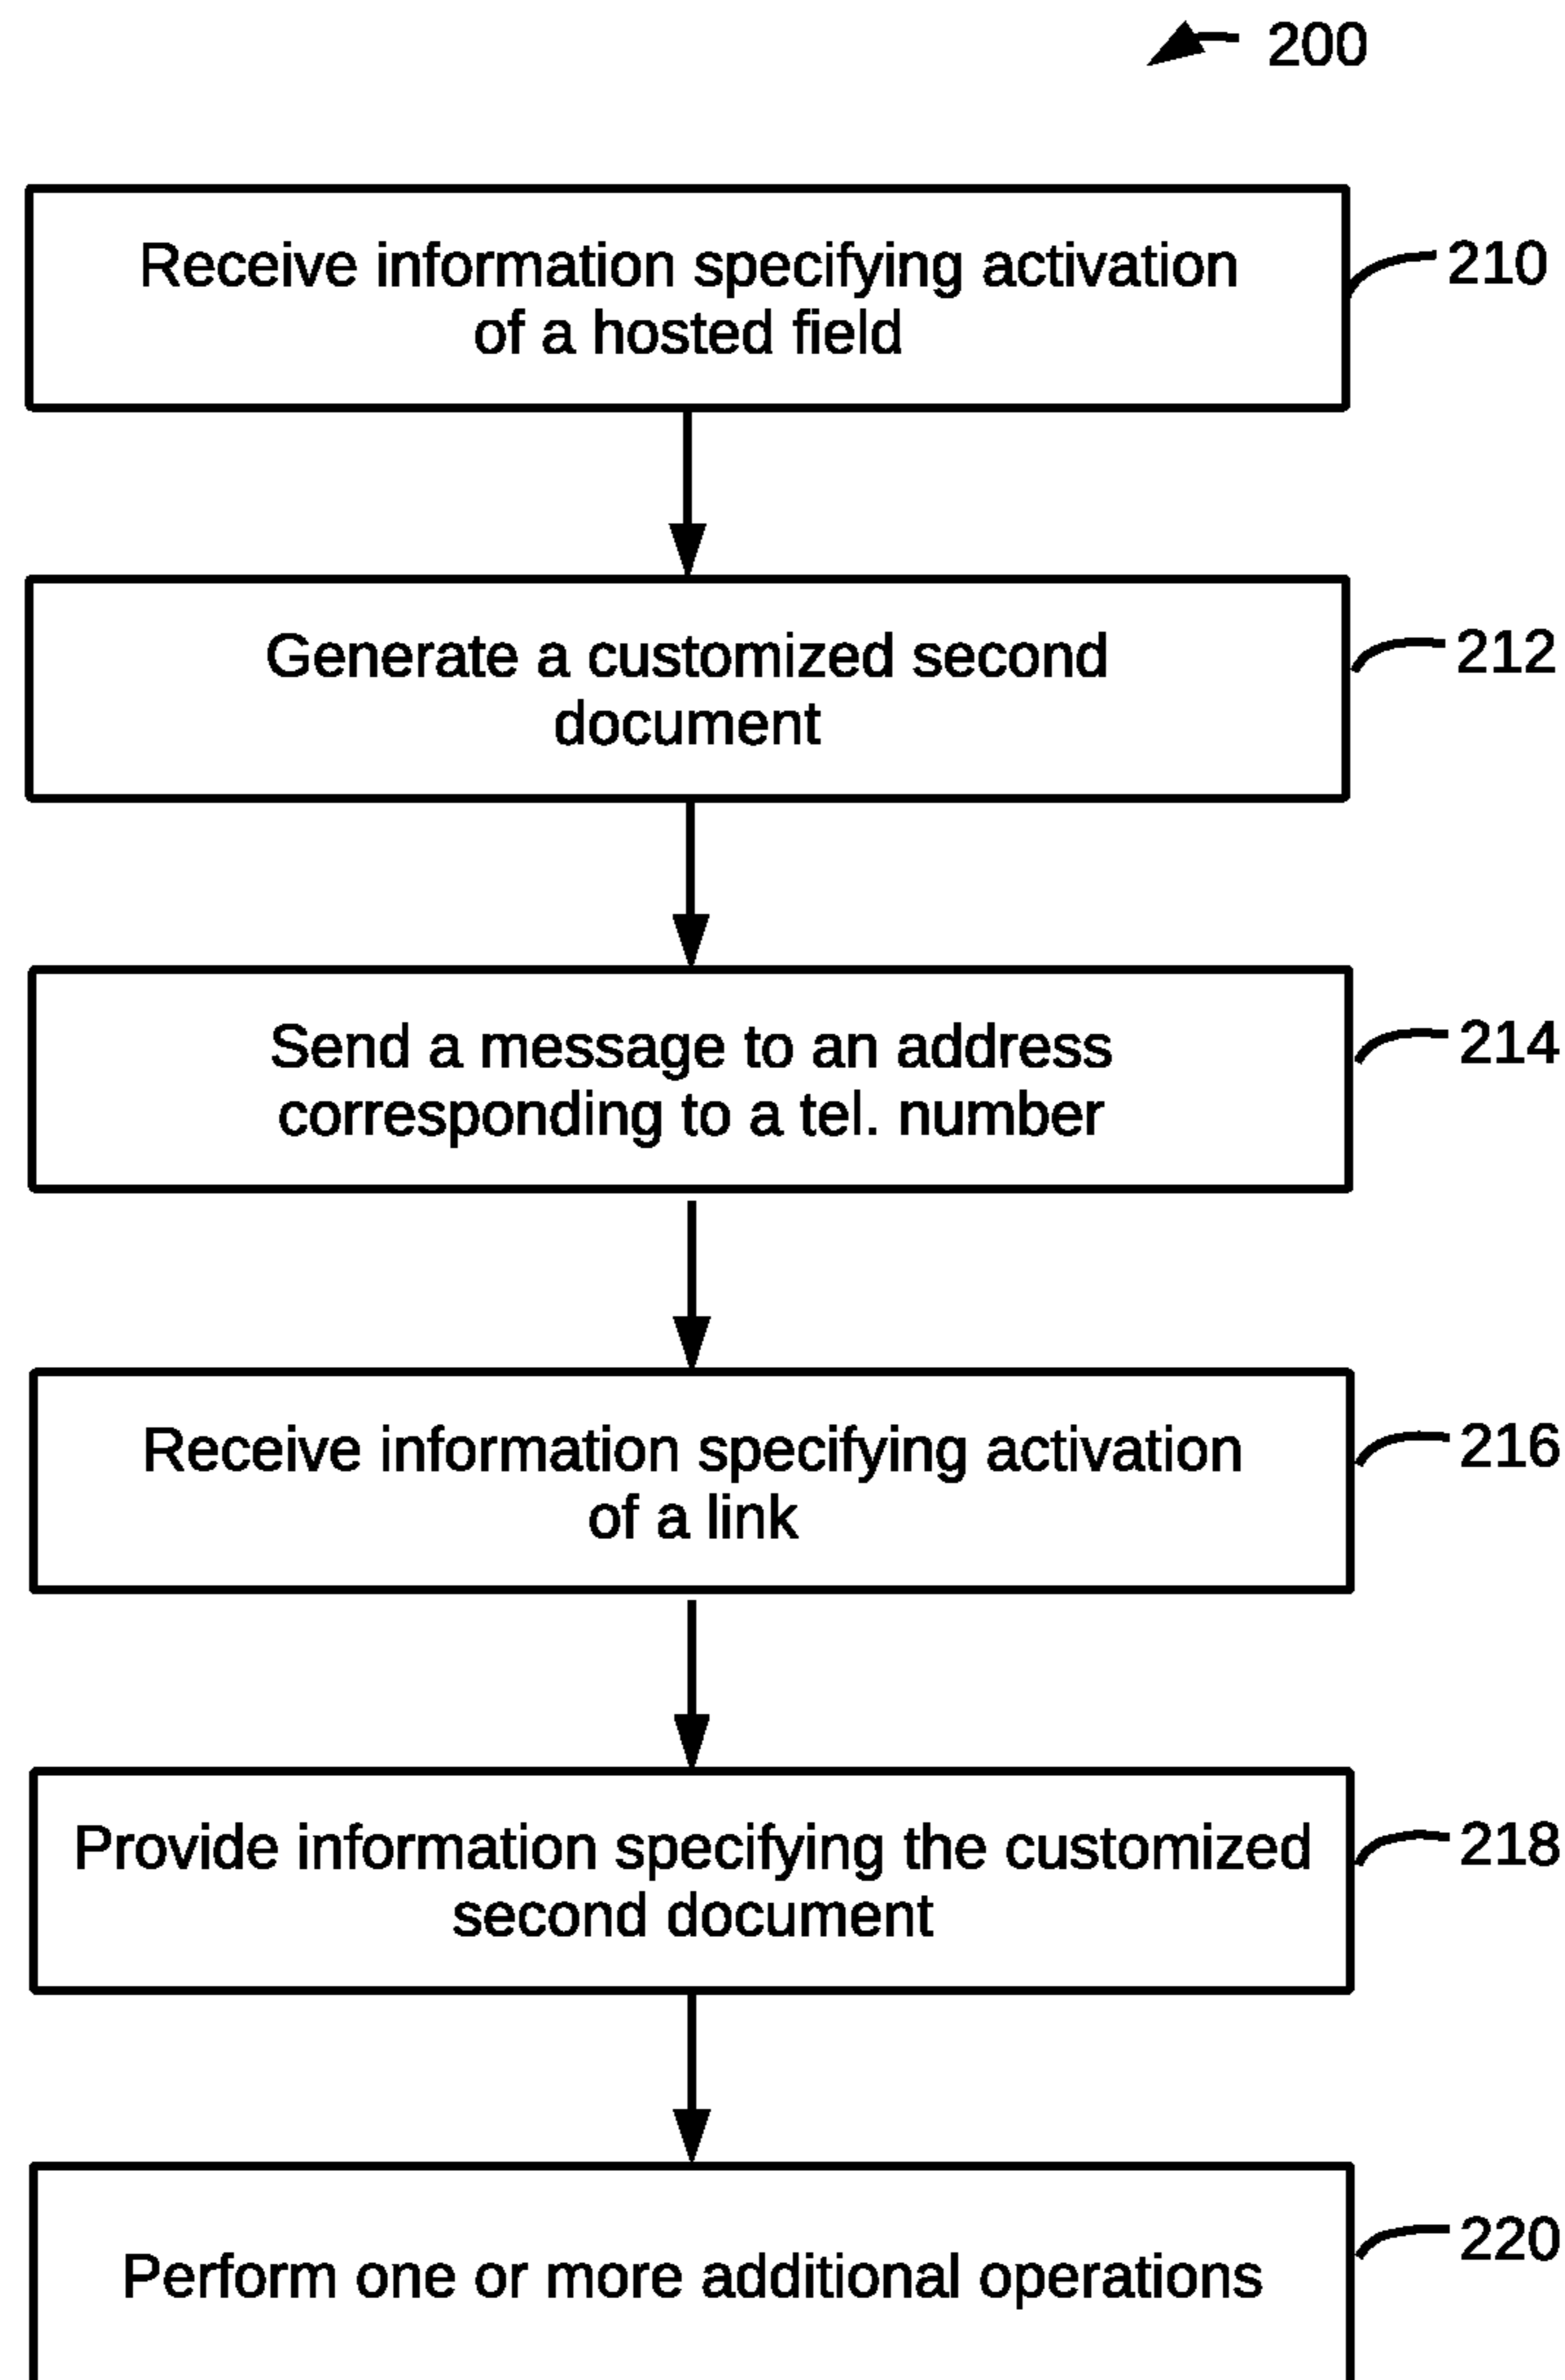 200
Receive information specifying activation
of a hosted field
210
Generate a customized second
document
212
Send a message to an address
corresponding to a tel. number
214
Receive information specifying activation
of a link
216
Provide information specifying the customized
second document
218
Perform one or more additional operations
220